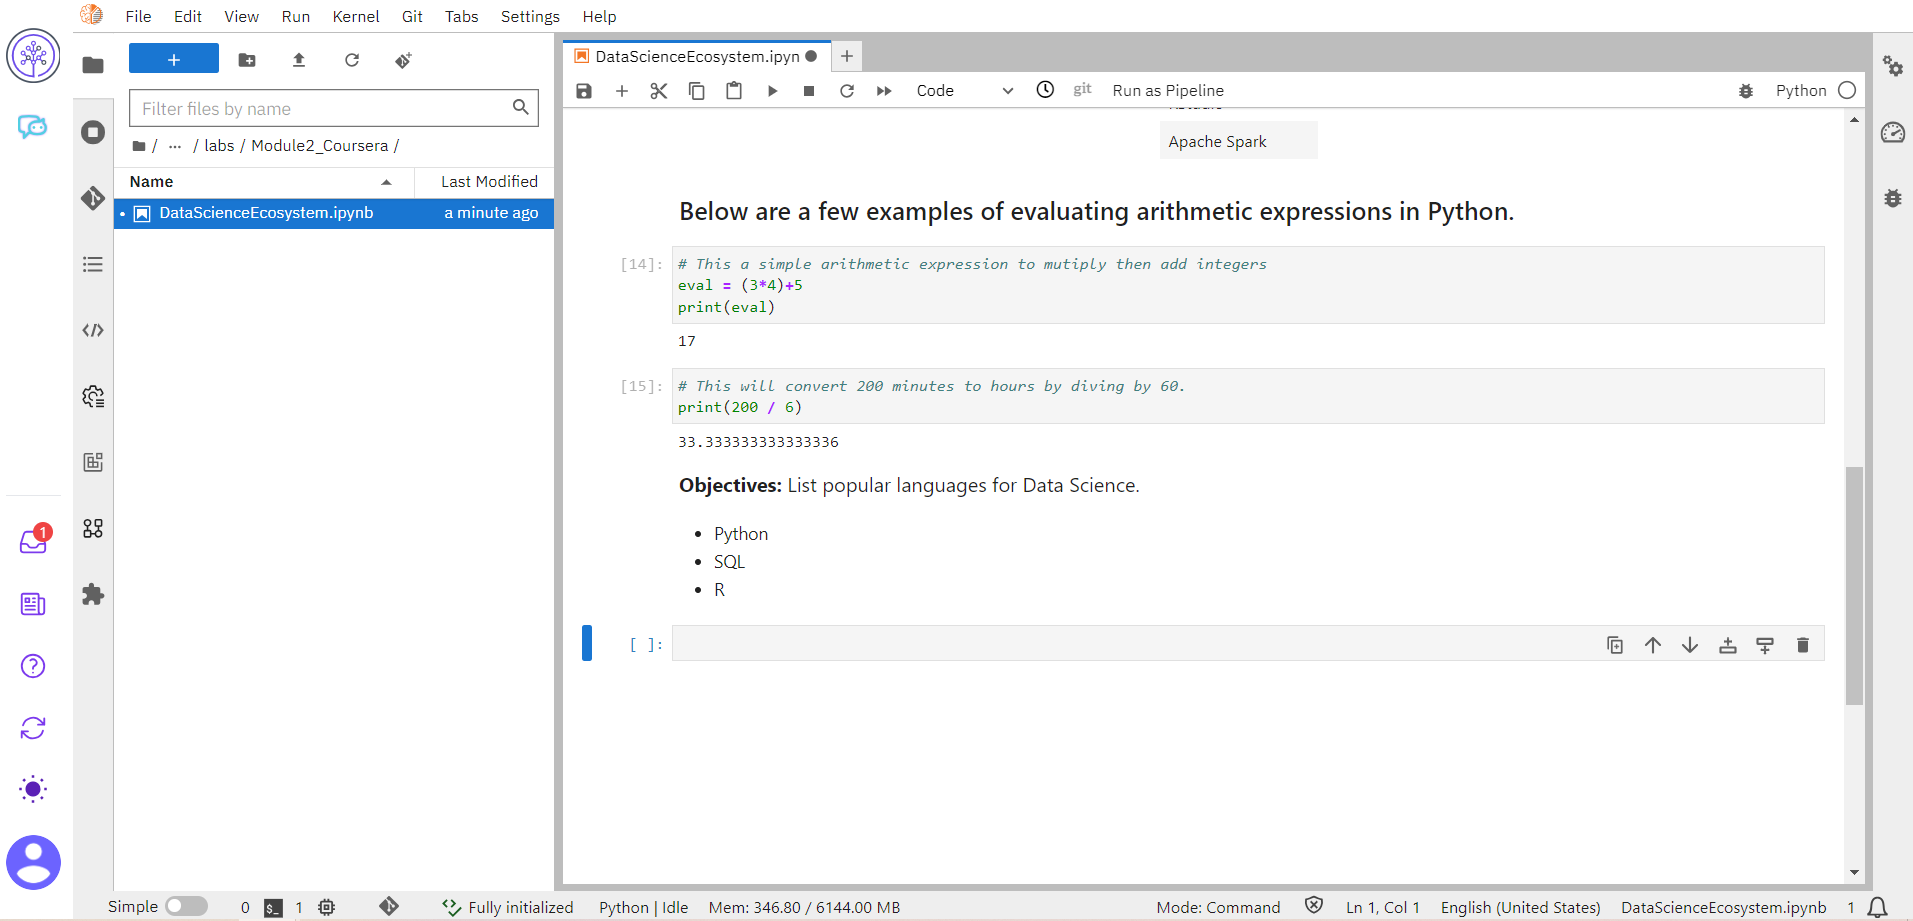 File Edit View Run Kernel Git Tabs Settings Help
+
Filter files by name
/ ··· / labs / Module2_Coursera /
Name Last Modified
DataScienceEcosystem.ipynb a minute ago
DataScienceEcosystem.ipyn
+
Code git Run as Pipeline Python
Apache Spark
Below are a few examples of evaluating arithmetic expressions in Python.
[14]: # This a simple arithmetic expression to mutiply then add integers
eval = (3*4)+5
print(eval)
17
[15]: # This will convert 200 minutes to hours by diving by 60.
print(200 / 6)
33.333333333333336
Objectives: List popular languages for Data Science.
• Python
• SQL
• R
[ ]:
1
Simple 0 $_ 1 Fully initialized Python | Idle Mem: 346.80 / 6144.00 MB Mode: Command Ln 1, Col 1 English (United States) DataScienceEcosystem.ipynb 1